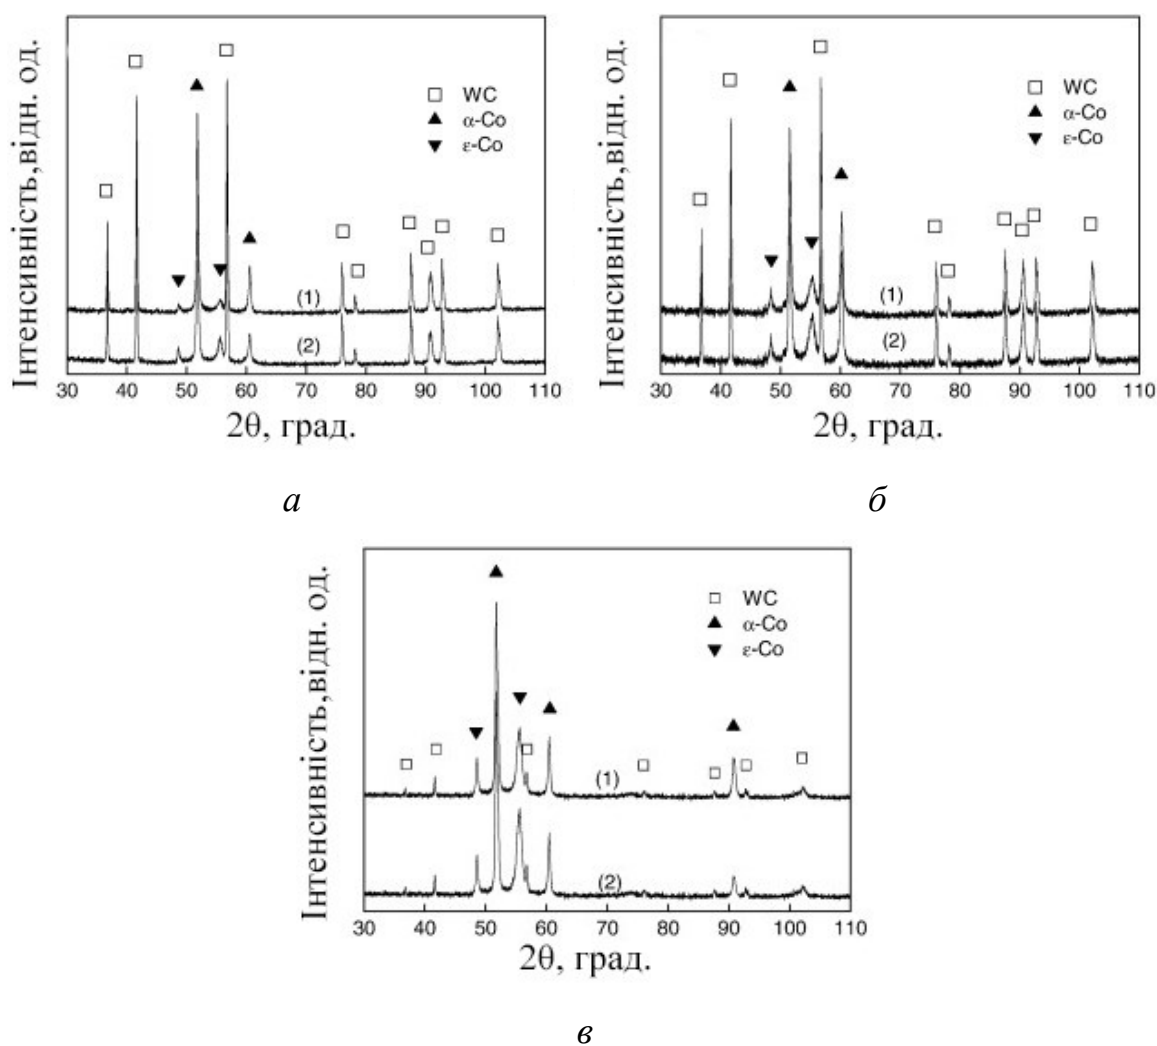 Інтенсивність,відн. од.
WC
α-Co
ε-Co
(1)
(2)
30 40 50 60 70 80 90 100 110
2θ, град.
а
Інтенсивність,відн. од.
WC
α-Co
ε-Co
(1)
(2)
30 40 50 60 70 80 90 100 110
2θ, град.
б
Інтенсивність,відн. од.
WC
α-Co
ε-Co
(1)
(2)
30 40 50 60 70 80 90 100 110
2θ, град.
в